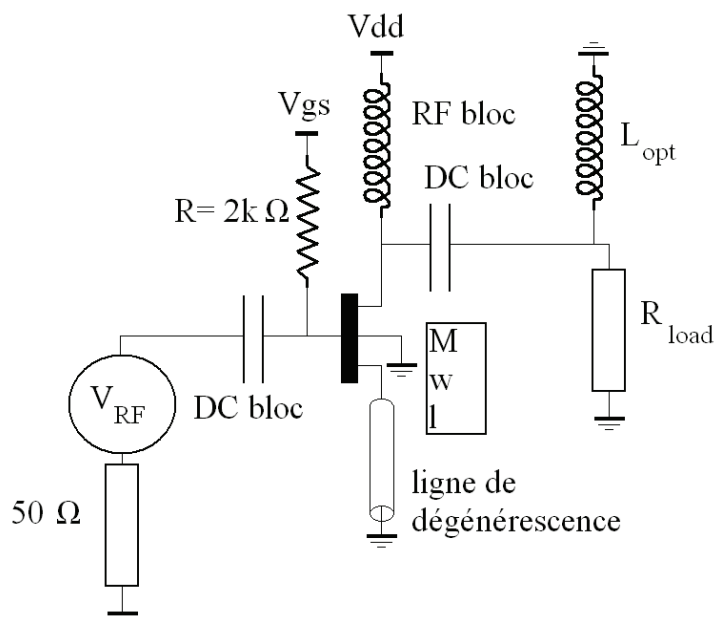 Vdd
Vgs
RF bloc
L opt
DC bloc
R= 2k Ω
R load
M
w
l
V RF
DC bloc
50 Ω
ligne de
dégénérescence